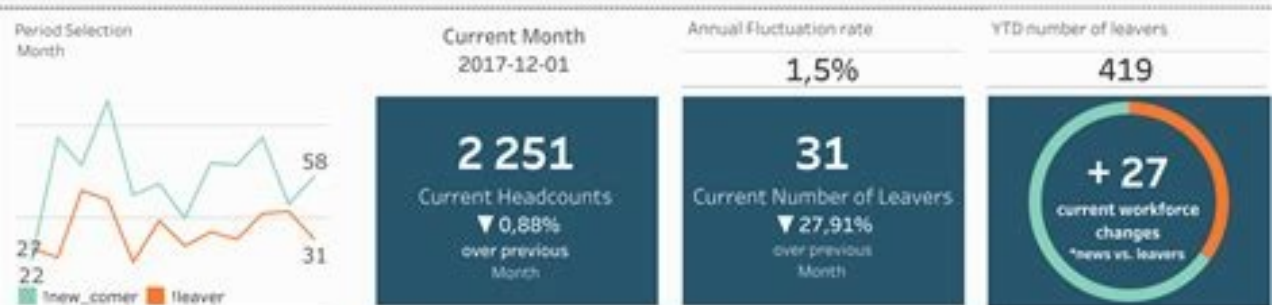 Period Selection
Month
58
27
22
31
!new_comer !leaver
Current Month
2017-12-01
2 251
Current Headcounts
▼ 0,88%
over previous
Month
Annual Fluctuation rate
1,5%
31
Current Number of Leavers
▼ 27,91%
over previous
Month
YTD number of leavers
419
+ 27
current workforce
changes
*news vs. leavers